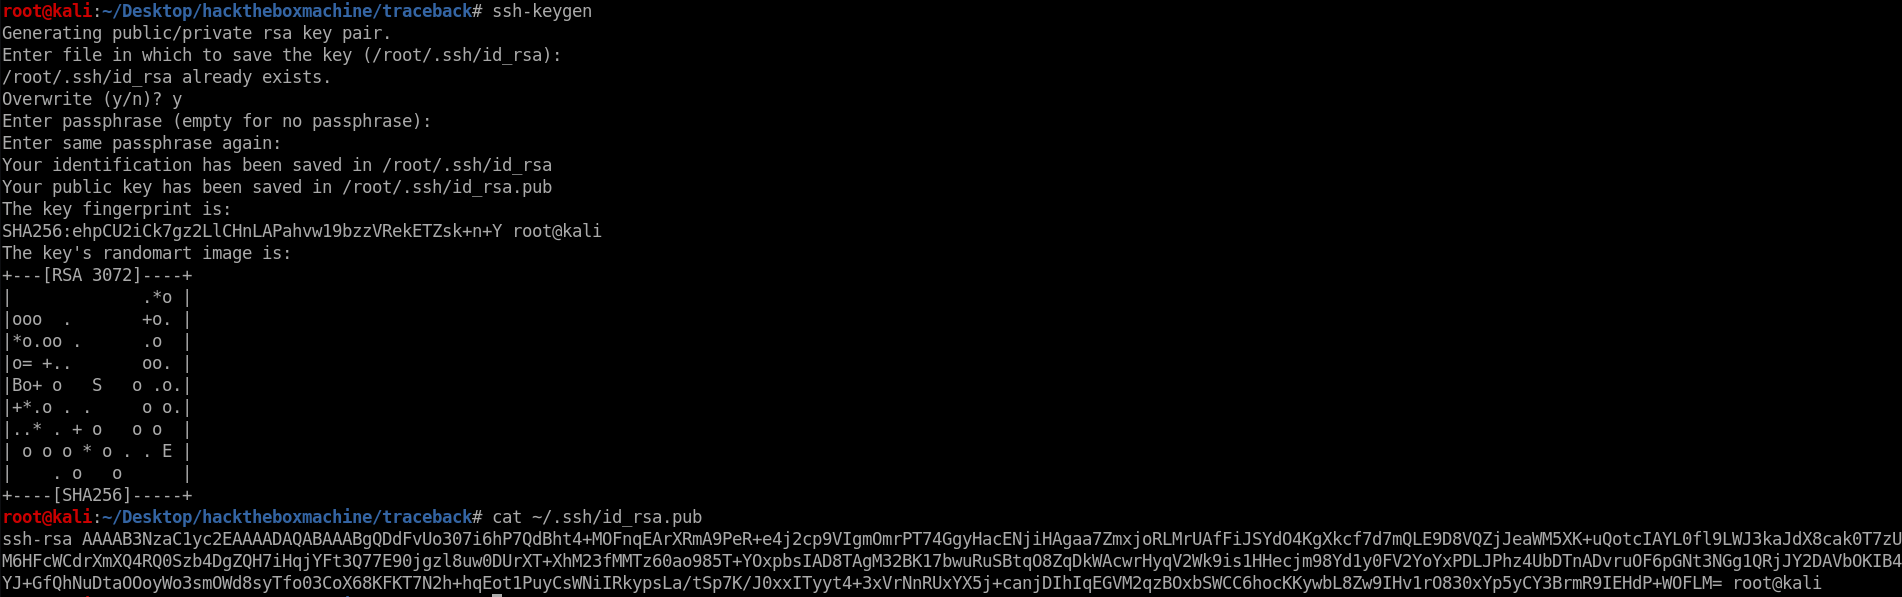 root@kali:~/Desktop/hacktheboxmachine/traceback# ssh-keygen
Generating public/private rsa key pair.
Enter file in which to save the key (/root/.ssh/id_rsa):
/root/.ssh/id_rsa already exists.
Overwrite (y/n)? y
Enter passphrase (empty for no passphrase):
Enter same passphrase again:
Your identification has been saved in /root/.ssh/id_rsa
Your public key has been saved in /root/.ssh/id_rsa.pub
The key fingerprint is:
SHA256:ehpCU2iCk7gz2LlCHnLAPahvw19bzzVRekETZsk+n+Y root@kali
The key's randomart image is:
+---[RSA 3072]----+
|             .*o |
|ooo  .       +o. |
|*o.oo .      .o  |
|o= +..       oo. |
|Bo+ o   S   o .o.|
|+*.o . .     o o.|
|..* . + o   o o  |
| o o o * o . . E |
|    . o   o      |
+----[SHA256]-----+
root@kali:~/Desktop/hacktheboxmachine/traceback# cat ~/.ssh/id_rsa.pub
ssh-rsa AAAAB3NzaC1yc2EAAAADAQABAAABgQDdFvUo307i6hP7QdBht4+MOFnqEArXRmA9PeR+e4j2cp9VIgmOmrPT74GgyHacENjiHAgaa7ZmxjoRLMrUAfFiJSYdO4KgXkcf7d7mQLE9D8VQZjJeaWM5XK+uQotcIAYL0fl9LWJ3kaJdX8cak0T7zU
M6HFcWCdrXmXQ4RQ0Szb4DgZQH7iHqjYFt3Q77E90jgzl8uw0DUrXT+XhM23fMMTz60ao985T+YOxpbsIAD8TAgM32BK17bwuRuSBtqO8ZqDkWAcwrHyqV2Wk9is1HHecjm98Yd1y0FV2YoYxPDLJPhz4UbDTnADvruOF6pGNt3NGg1QRjJY2DAVbOKIB4
YJ+GfQhNuDtaOOoyWo3smOWd8syTfo03CoX68KFKT7N2h+hqEot1PuyCsWNiIRkypsLa/tSp7K/J0xxITyyt4+3xVrNnRUxYX5j+canjDIhIqEGVM2qzBOxbSWCC6hocKKywbL8Zw9IHv1rO830xYp5yCY3BrmR9IEHdP+WOFLM= root@kali